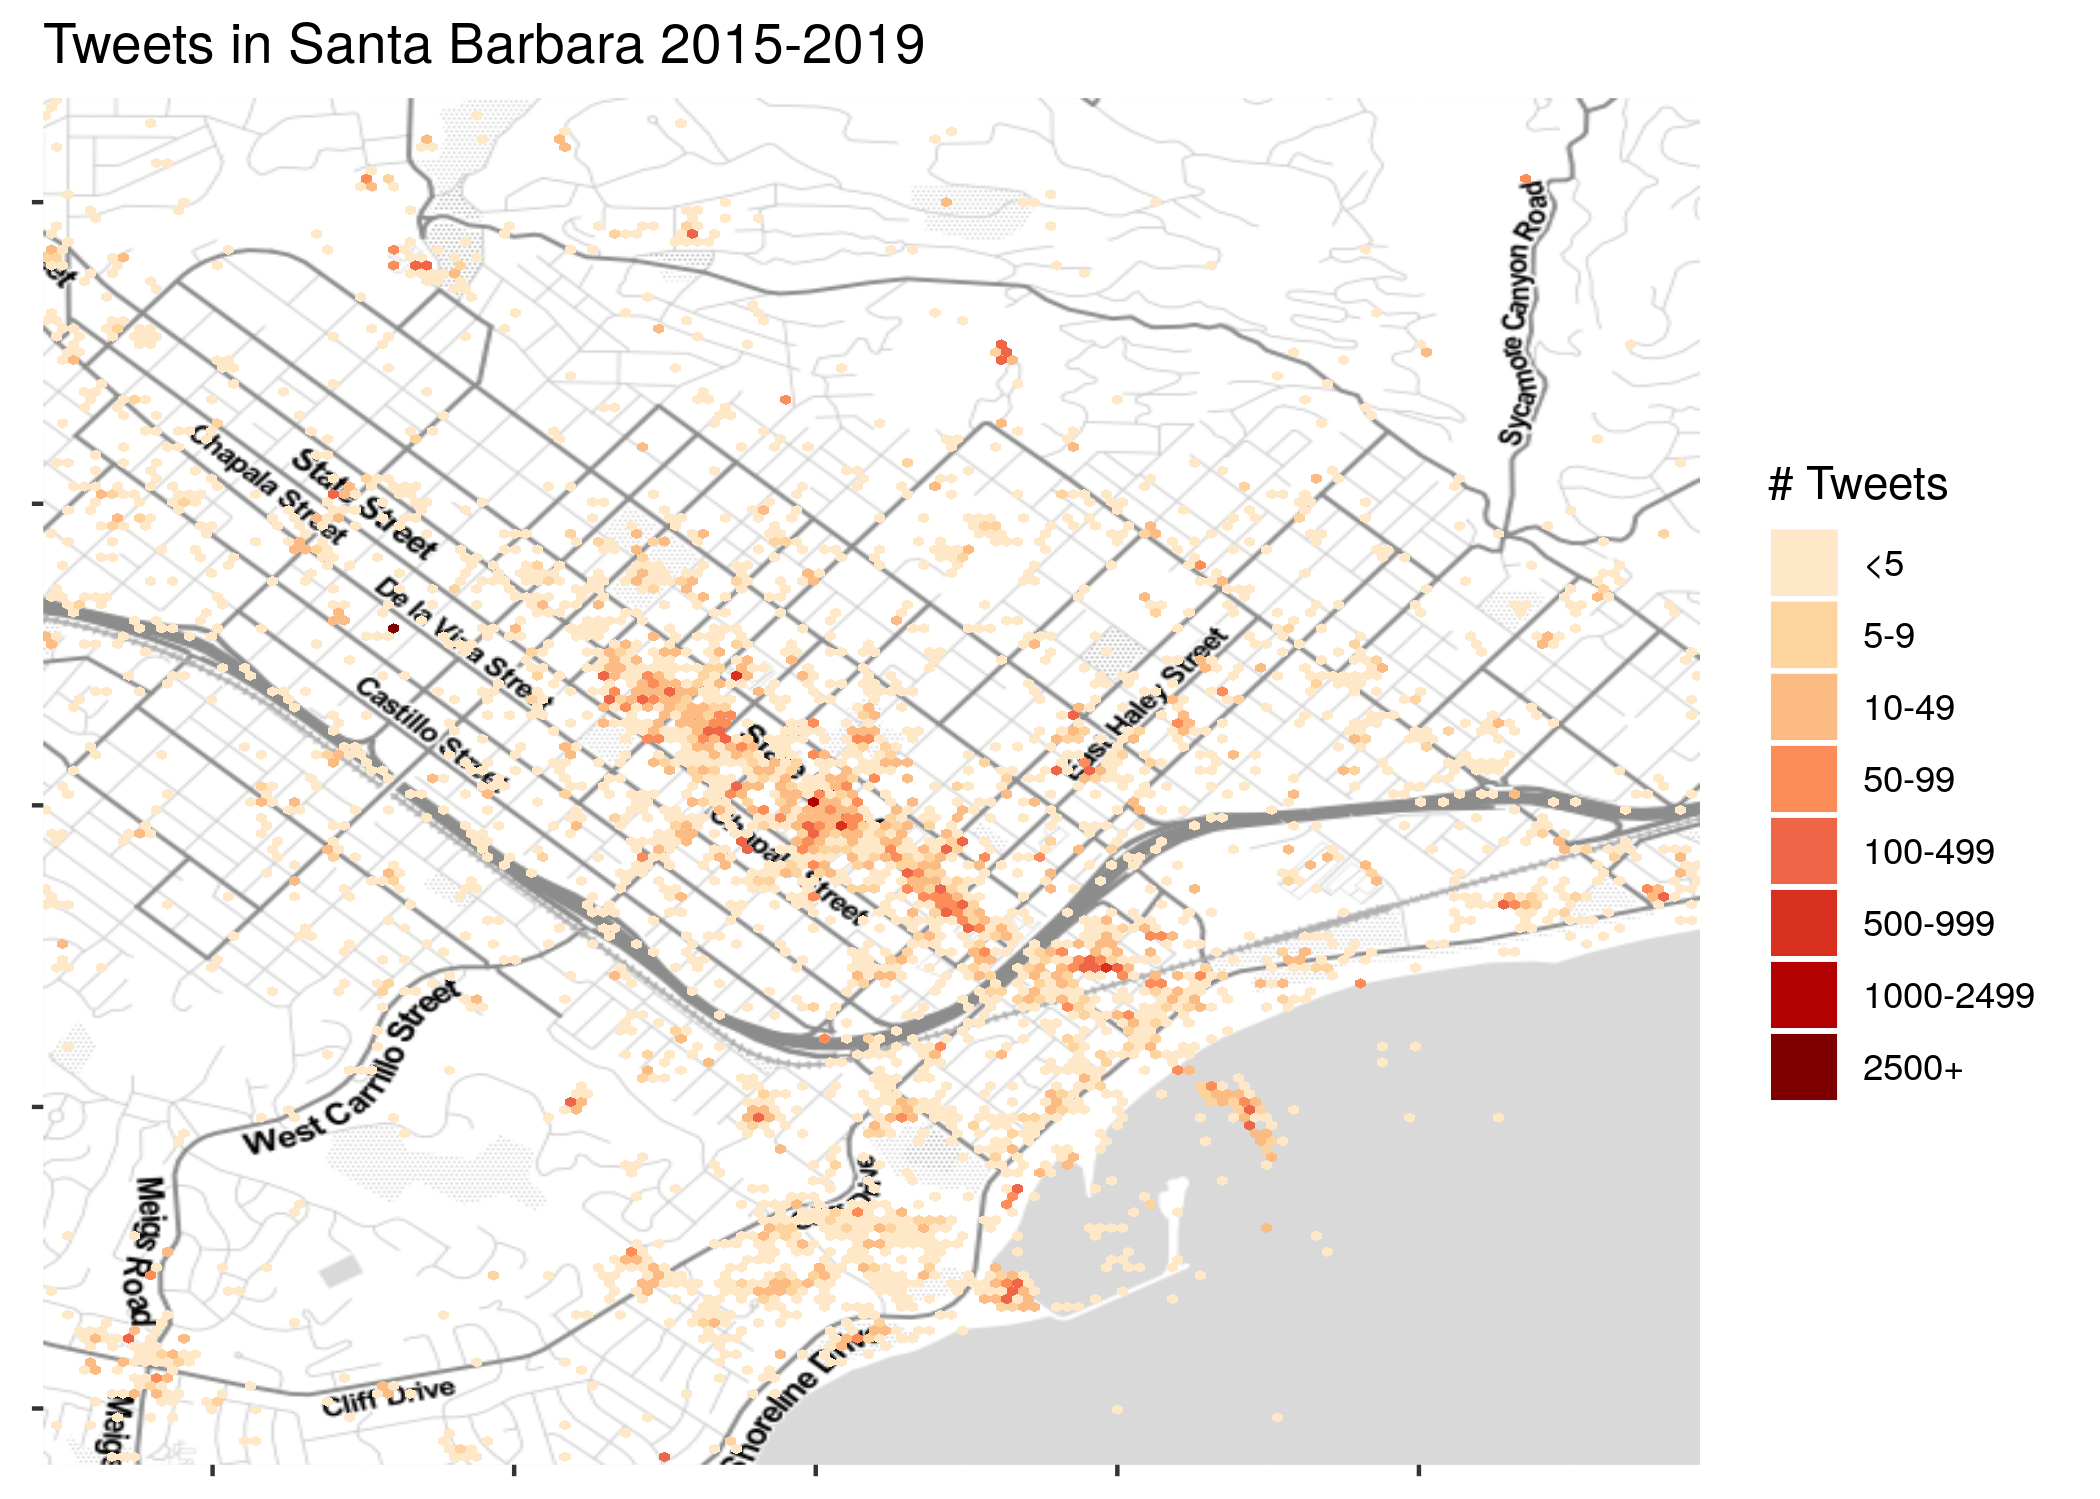 Tweets in Santa Barbara 2015-2019
Sycamore Canyon Road
Chapala Street
State Street
De la Vina Street
Castillo Street
East Haley Street
Chapala Street
West Carrillo Street
Meigs Road
Cliff Drive
Shoreline Drive
# Tweets
<5
5-9
10-49
50-99
100-499
500-999
1000-2499
2500+